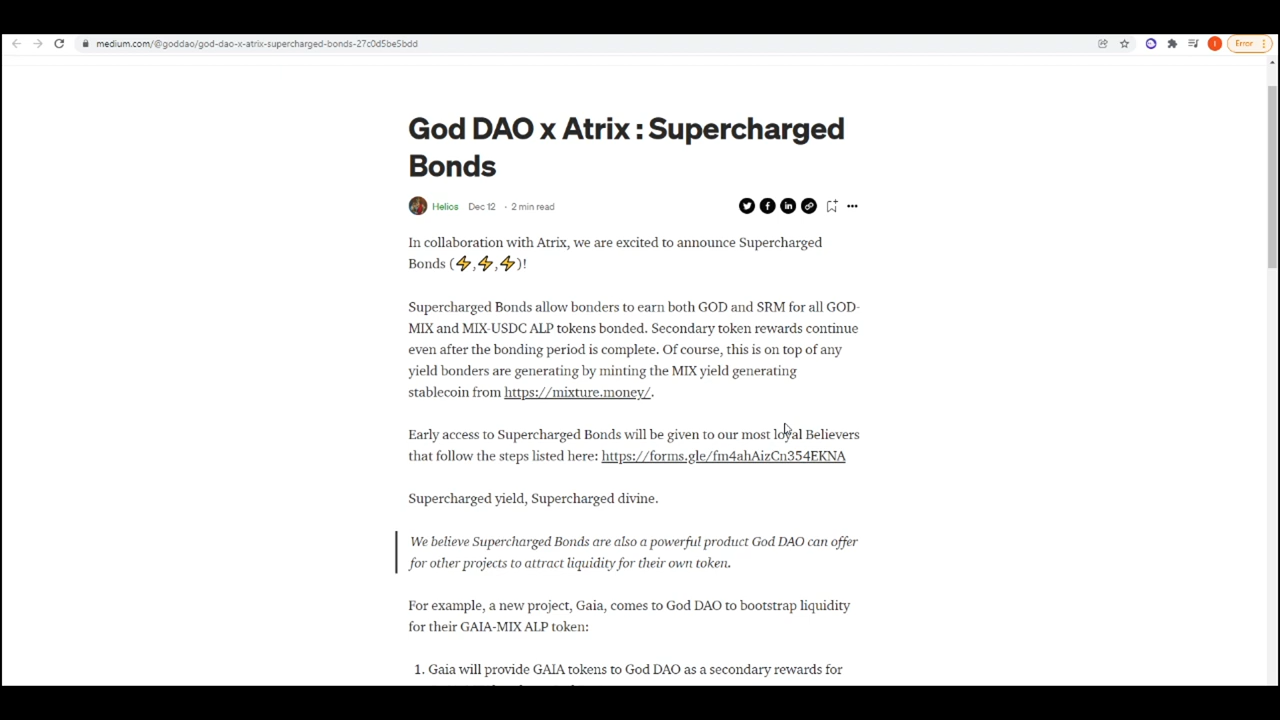 medium.com/@goddao/god-dao-x-atrix-supercharged-bonds-27c0d5be5bdd
Error
God DAO x Atrix : Supercharged
Bonds
Helios Dec 12 · 2 min read
In collaboration with Atrix, we are excited to announce Supercharged
Bonds (⚡,⚡,⚡)!
Supercharged Bonds allow bonders to earn both GOD and SRM for all GOD-
MIX and MIX-USDC ALP tokens bonded. Secondary token rewards continue
even after the bonding period is complete. Of course, this is on top of any
yield bonders are generating by minting the MIX yield generating
stablecoin from https://mixture.money/.
Early access to Supercharged Bonds will be given to our most loyal Believers
that follow the steps listed here: https://forms.gle/fm4ahAizCn354EKNA
Supercharged yield, Supercharged divine.
We believe Supercharged Bonds are also a powerful product God DAO can offer
for other projects to attract liquidity for their own token.
For example, a new project, Gaia, comes to God DAO to bootstrap liquidity
for their GAIA-MIX ALP token:
1. Gaia will provide GAIA tokens to God DAO as a secondary rewards for